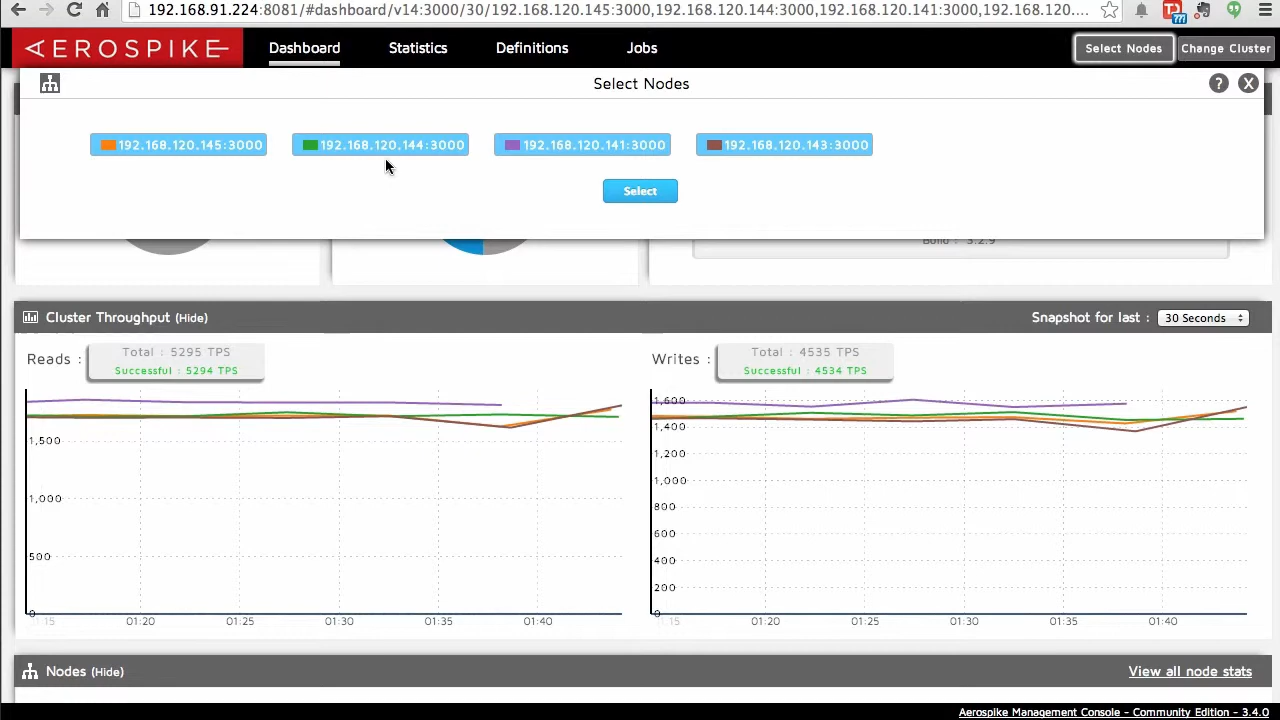 192.168.91.224:8081/#dashboard/v14:3000/30/192.168.120.145:3000,192.168.120.144:3000,192.168.120.141:3000,192.168.120....
AEROSPIKE Dashboard Statistics Definitions Jobs Select Nodes Change Cluster
Select Nodes ? X
192.168.120.145:3000 192.168.120.144:3000 192.168.120.141:3000 192.168.120.143:3000
Select
Build : 3.2.9
Cluster Throughput (Hide) Snapshot for last : 30 Seconds
Reads : Total : 5295 TPS
Successful : 5294 TPS
Writes : Total : 4535 TPS
Successful : 4534 TPS
1,500
1,000
500
0
:15 01:20 01:25 01:30 01:35 01:40
1,600
1,400
1,200
1,000
800
600
400
200
0
:15 01:20 01:25 01:30 01:35 01:40
Nodes (Hide) View all node stats
Aerospike Management Console - Community Edition - 3.4.0